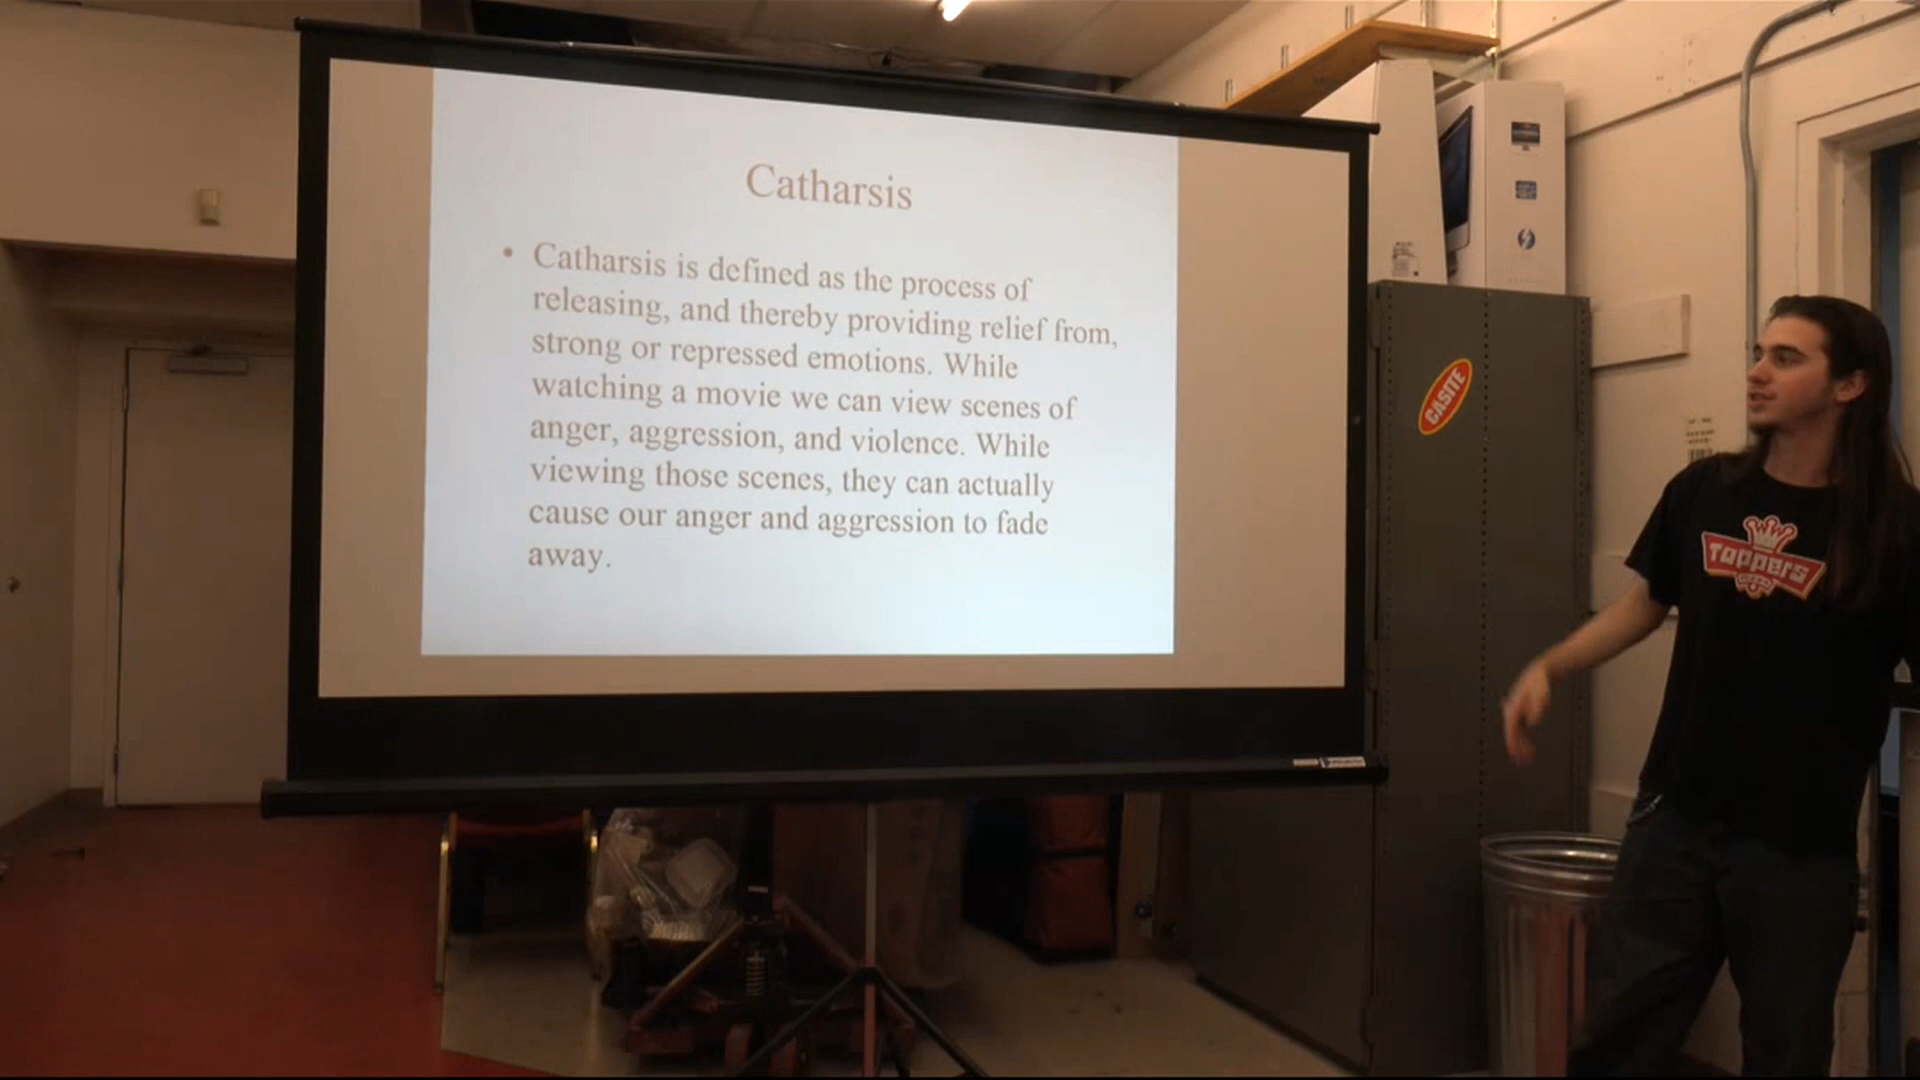 Catharsis
• Catharsis is defined as the process of
releasing, and thereby providing relief from,
strong or repressed emotions. While
watching a movie we can view scenes of
anger, aggression, and violence. While
viewing those scenes, they can actually
cause our anger and aggression to fade
away.
CASITE
Toppers
PIZZA